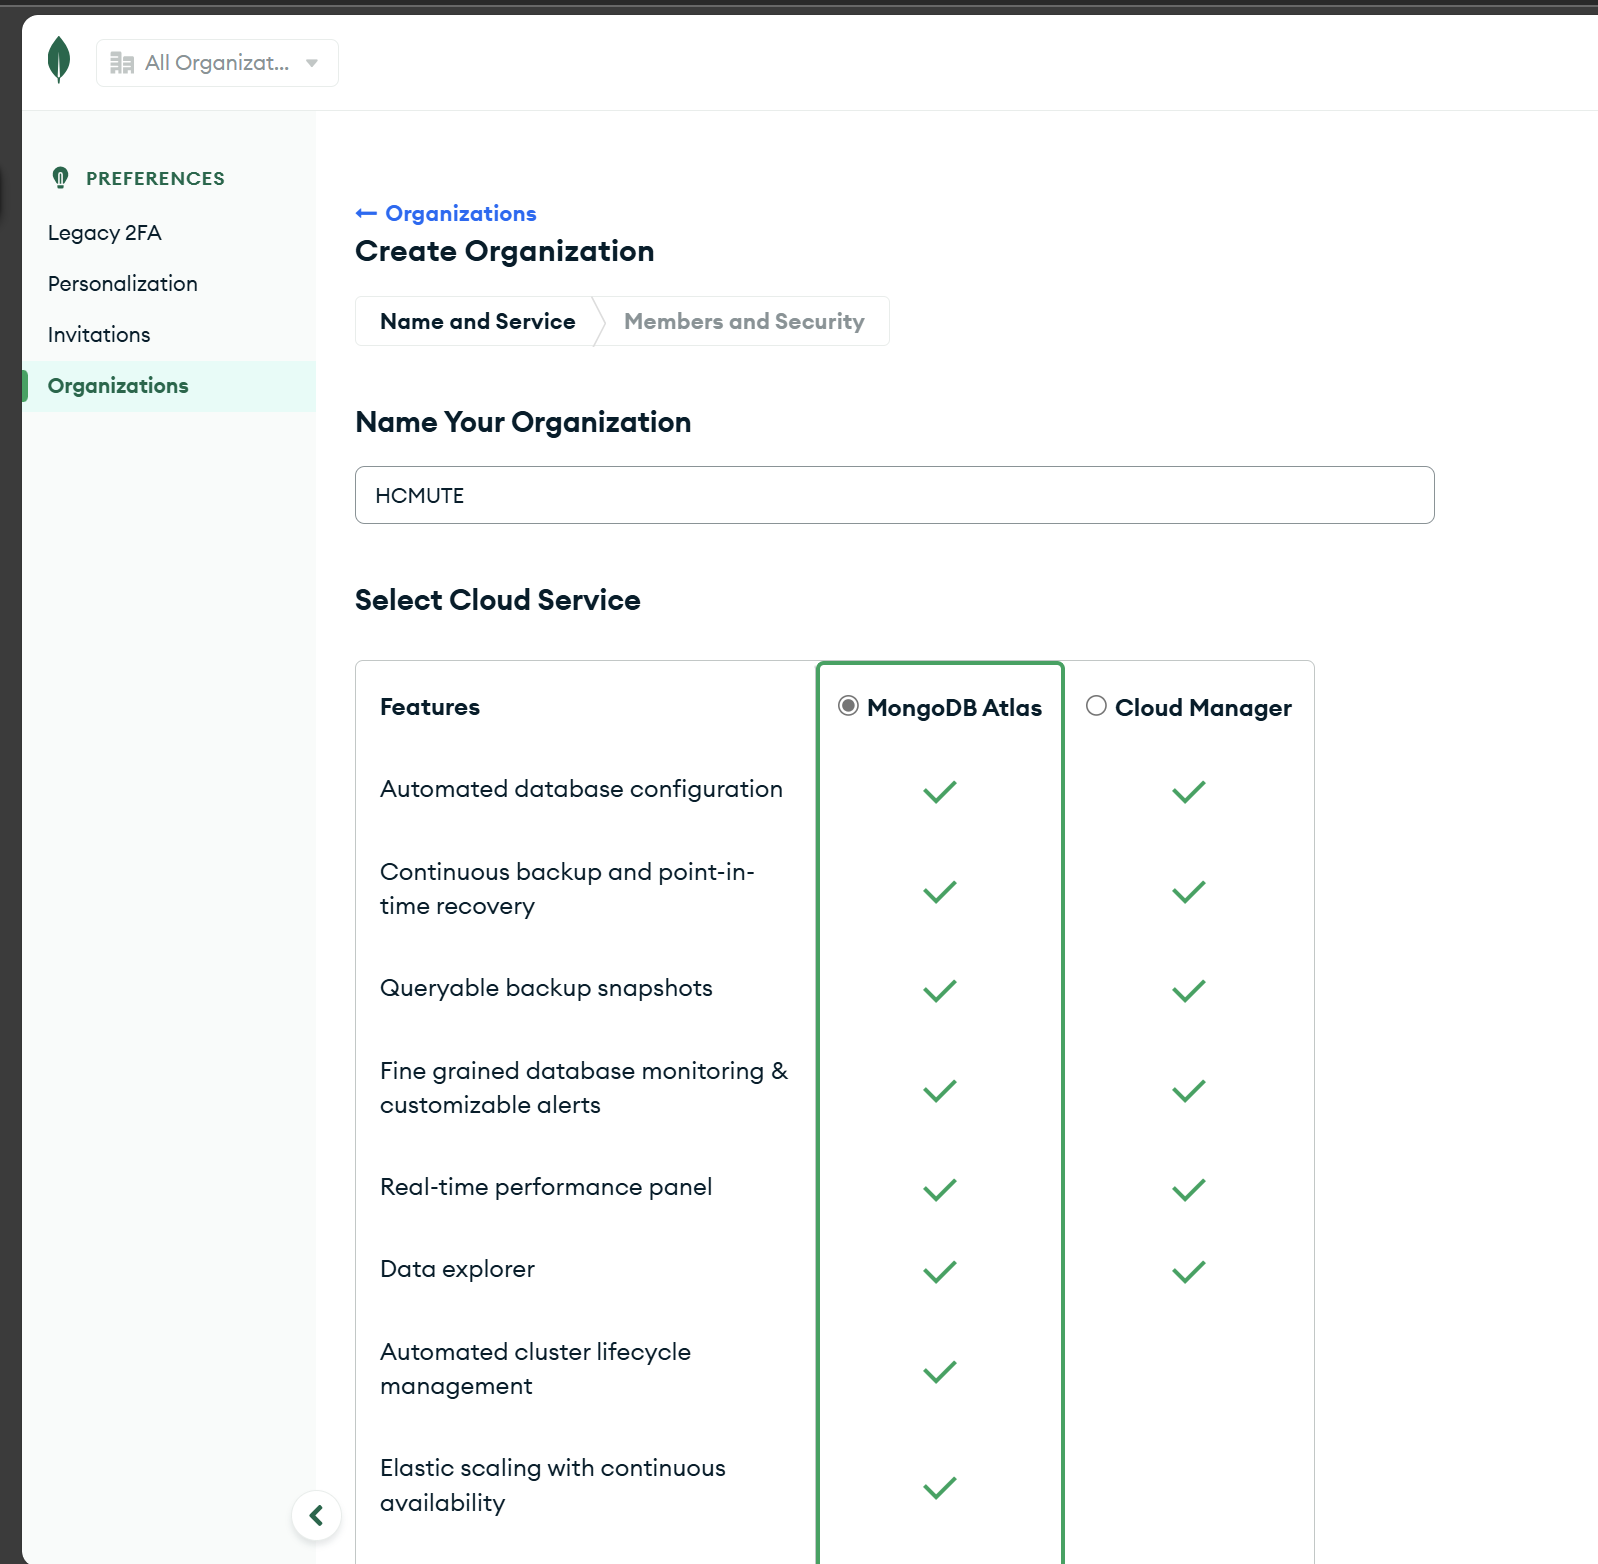 All Organizat...
PREFERENCES
Legacy 2FA
Personalization
Invitations
Organizations
← Organizations
Create Organization
Name and Service
Members and Security
Name Your Organization
HCMUTE
Select Cloud Service
Features
MongoDB Atlas
Cloud Manager
Automated database configuration
Continuous backup and point-in-
time recovery
Queryable backup snapshots
Fine grained database monitoring &
customizable alerts
Real-time performance panel
Data explorer
Automated cluster lifecycle
management
Elastic scaling with continuous
availability